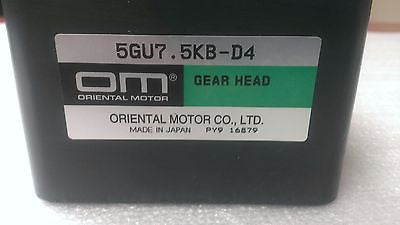 5GU7.5KB-D4
OM®
GEAR HEAD
ORIENTAL MOTOR
ORIENTAL MOTOR CO., LTD.
MADE IN JAPAN PY9 16879